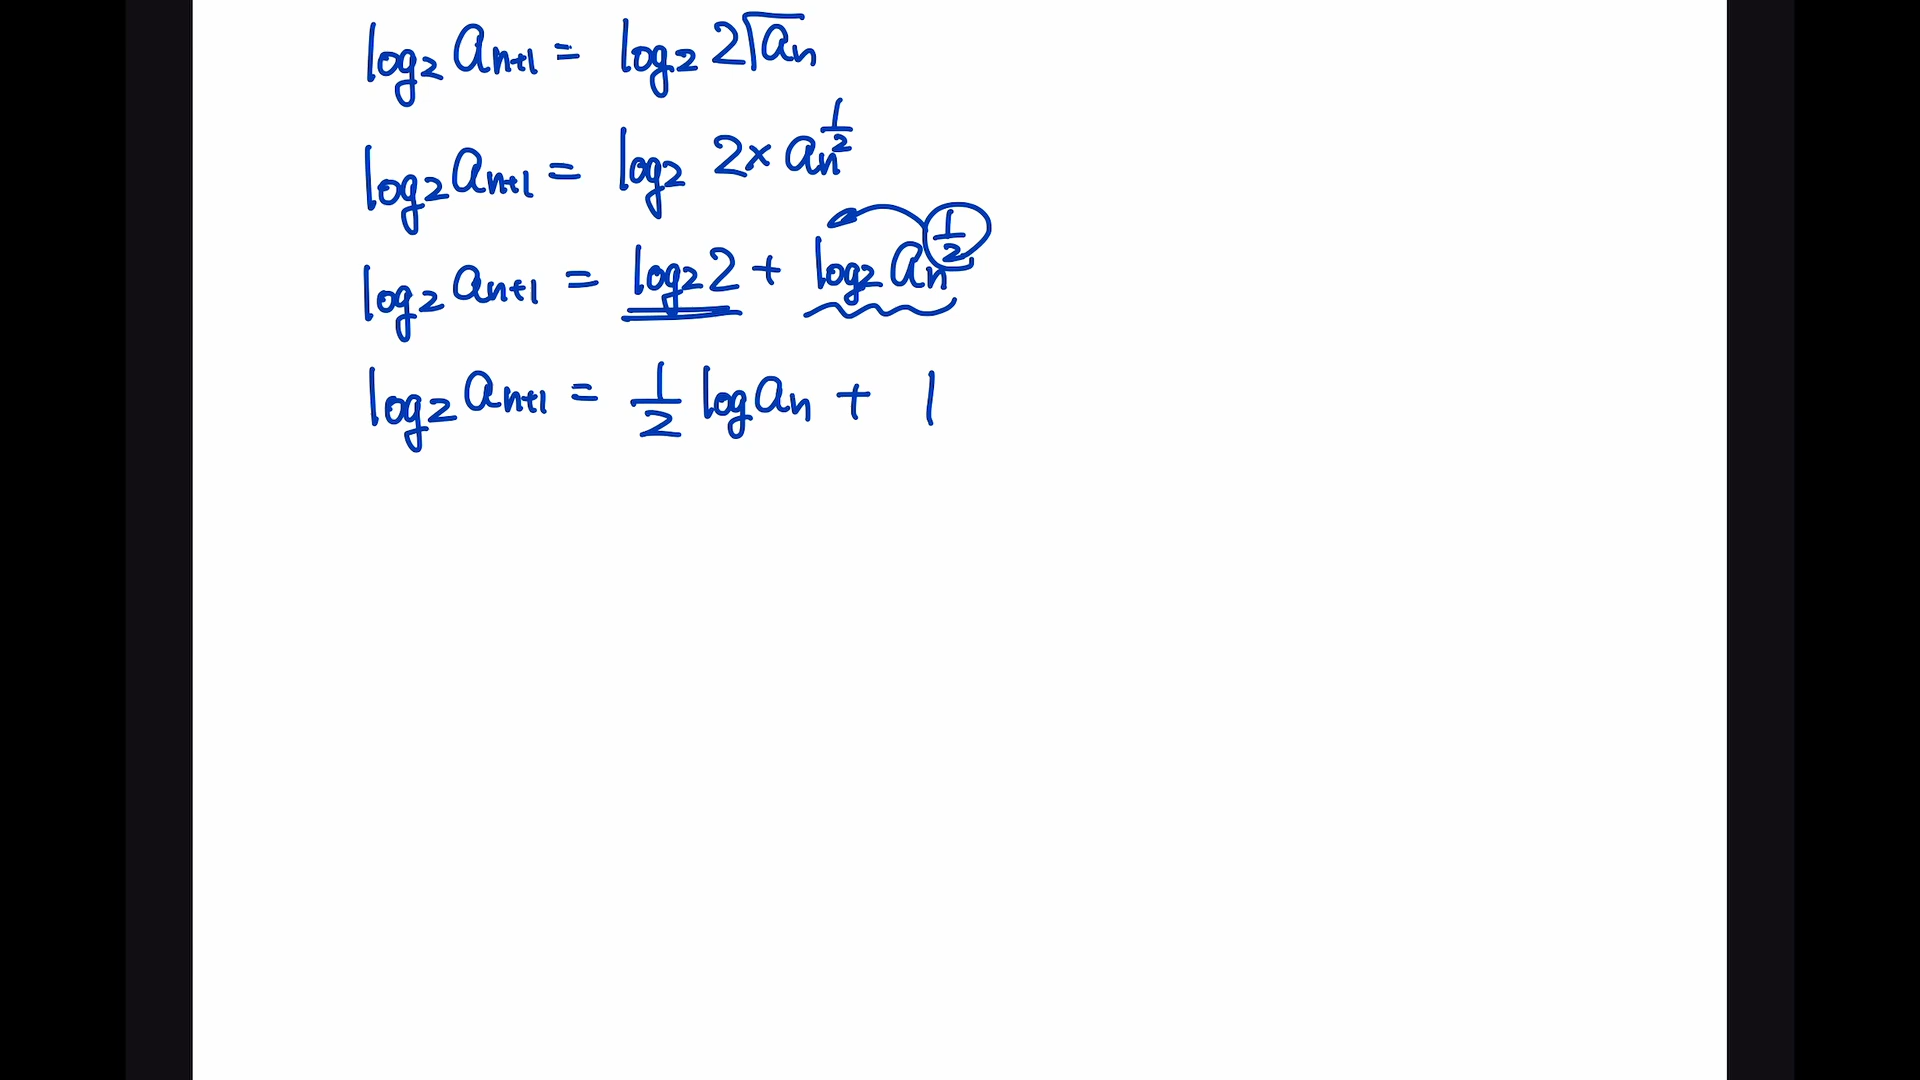 log₂ aₙ₊₁ = log₂ 2√aₙ
log₂ aₙ₊₁ = log₂ 2 × aₙ^(1/2)
log₂ aₙ₊₁ = log₂ 2 + log₂ aₙ^(1/2)
log₂ aₙ₊₁ = 1/2 log aₙ + 1